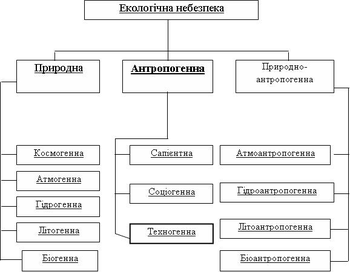 Екологічна небезпека
Природна
Антропогенна
Природно-
антропогенна
Космогенна
Атмогенна
Гідрогенна
Літогенна
Біогенна
Сапієнтна
Соціогенна
Техногенна
Атмоантропогенна
Гідроантропогенна
Літоантропогенна
Біоантропогенна